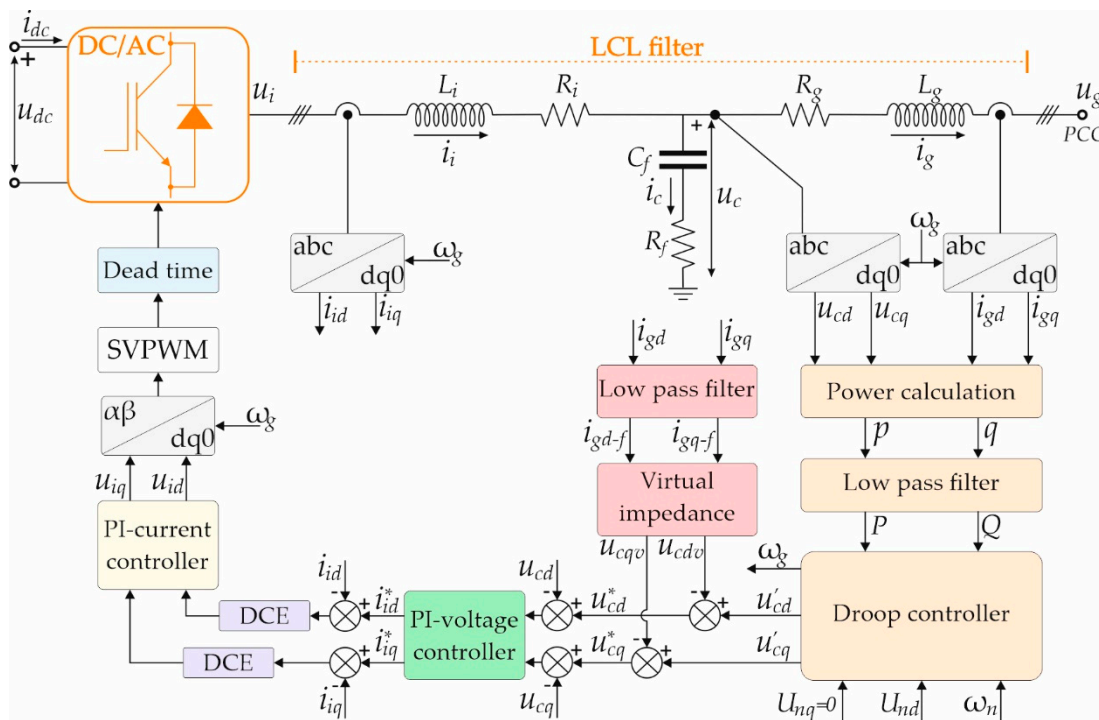 i_dc
DC/AC
LCL filter
+
u_dc
u_i
L_i
R_i
R_g
L_g
u_g
PCC
i_i
+
i_g
C_f
i_c
u_c
R_f
abc
dq0
ω_g
abc
dq0
ω_g
abc
dq0
Dead time
i_id
i_iq
u_cd
u_cq
i_gd
i_gq
i_gd
i_gq
SVPWM
Low pass filter
Power calculation
αβ
dq0
ω_g
i_gd-f
i_gq-f
p
q
Virtual
impedance
Low pass filter
u_iq
u_id
P
Q
PI-current
controller
u_cqv
u_cdv
ω_g
i_id
u_cd
DCE
-
+
i*_id
PI-voltage
controller
-
+
u*_cd
-
+
u'_cd
Droop controller
DCE
+
-
i*_iq
+
-
u*_cq
-
+
u'_cq
i_iq
u_cq
U_nq=0
U_nd
ω_n